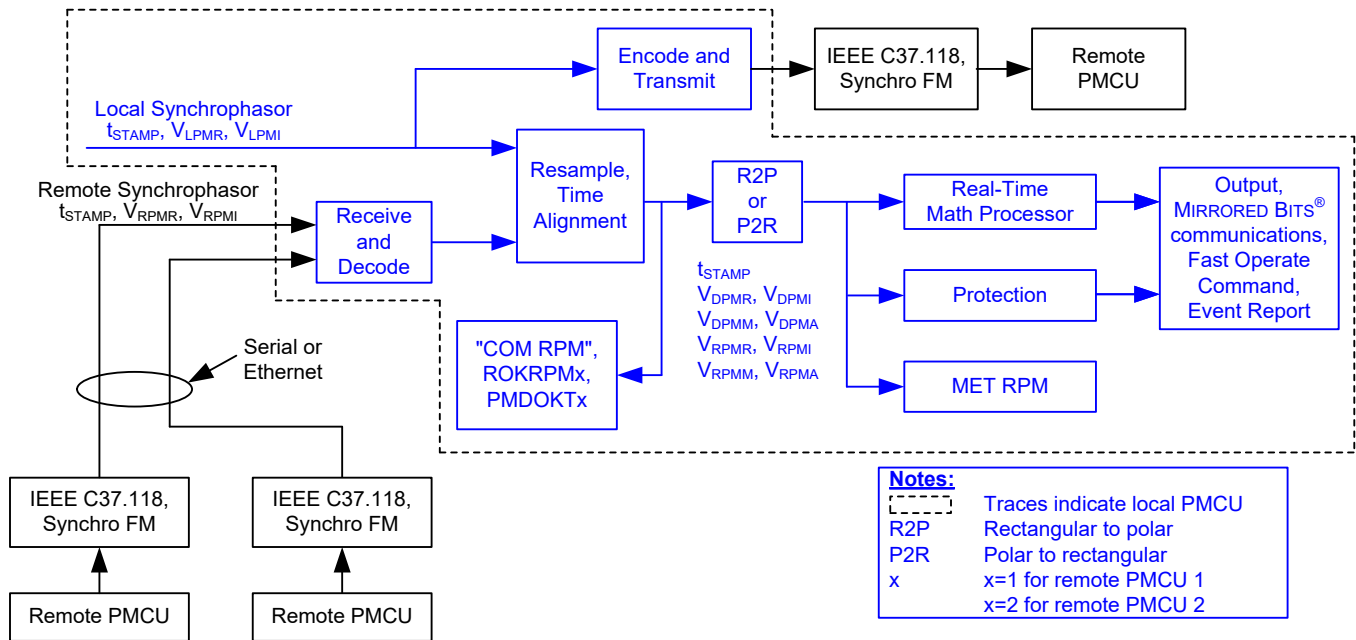 Encode and
Transmit
IEEE C37.118,
Synchro FM
Remote
PMCU
Local Synchrophasor
tSTAMP, VLPMR, VLPMI
Resample,
Time
Alignment
Remote Synchrophasor
tSTAMP, VRPMR, VRPMI
Receive
and
Decode
R2P
or
P2R
Real-Time
Math Processor
Output,
MIRRORED BITS®
communications,
Fast Operate
Command,
Event Report
tSTAMP
VDPMR, VDPMI
VDPMM, VDPMA
VRPMR, VRPMI
VRPMM, VRPMA
Protection
MET RPM
"COM RPM",
ROKRPMx,
PMDOKTx
Serial or
Ethernet
IEEE C37.118,
Synchro FM
IEEE C37.118,
Synchro FM
Remote PMCU
Remote PMCU
Notes:
Traces indicate local PMCU
R2P Rectangular to polar
P2R Polar to rectangular
x x=1 for remote PMCU 1
x=2 for remote PMCU 2